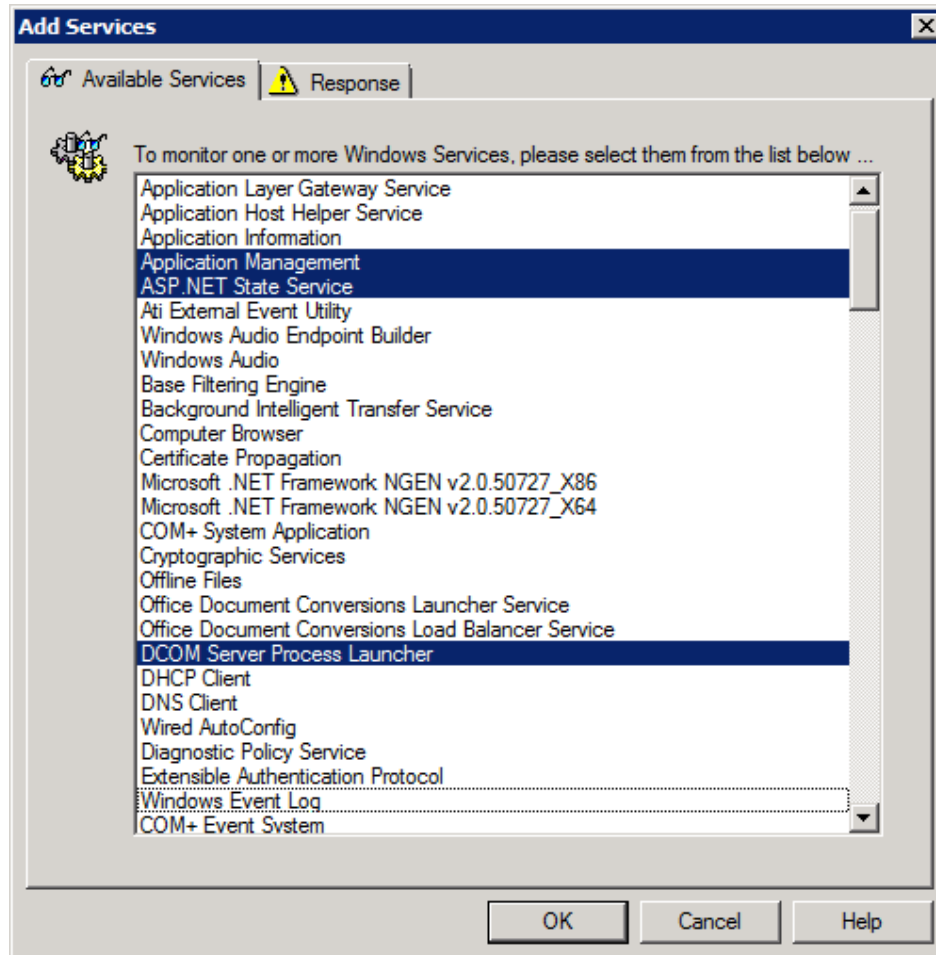 Add Services
Available Services
Response
To monitor one or more Windows Services, please select them from the list below ...
Application Layer Gateway Service
Application Host Helper Service
Application Information
Application Management
ASP.NET State Service
Ati External Event Utility
Windows Audio Endpoint Builder
Windows Audio
Base Filtering Engine
Background Intelligent Transfer Service
Computer Browser
Certificate Propagation
Microsoft .NET Framework NGEN v2.0.50727_X86
Microsoft .NET Framework NGEN v2.0.50727_X64
COM+ System Application
Cryptographic Services
Offline Files
Office Document Conversions Launcher Service
Office Document Conversions Load Balancer Service
DCOM Server Process Launcher
DHCP Client
DNS Client
Wired AutoConfig
Diagnostic Policy Service
Extensible Authentication Protocol
Windows Event Log
COM+ Event System
OK
Cancel
Help